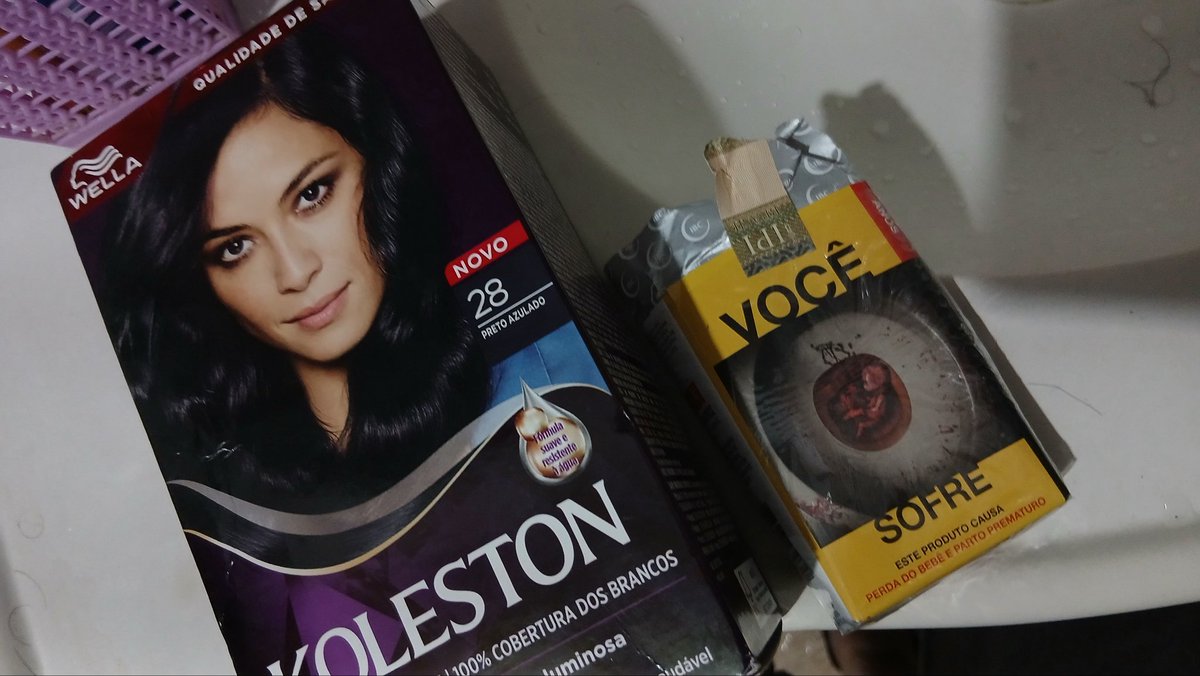 QUALIDADE DE
WELLA
NOVO
28
PRETO AZULADO
Fórmula
suave e
resistente
à água
KOLESTON
100% COBERTURA DOS BRANCOS
luminosa
IPI
VOCÊ
SOFRE
ESTE PRODUTO CAUSA
PERDA DO BEBÊ E PARTO PREMATURO